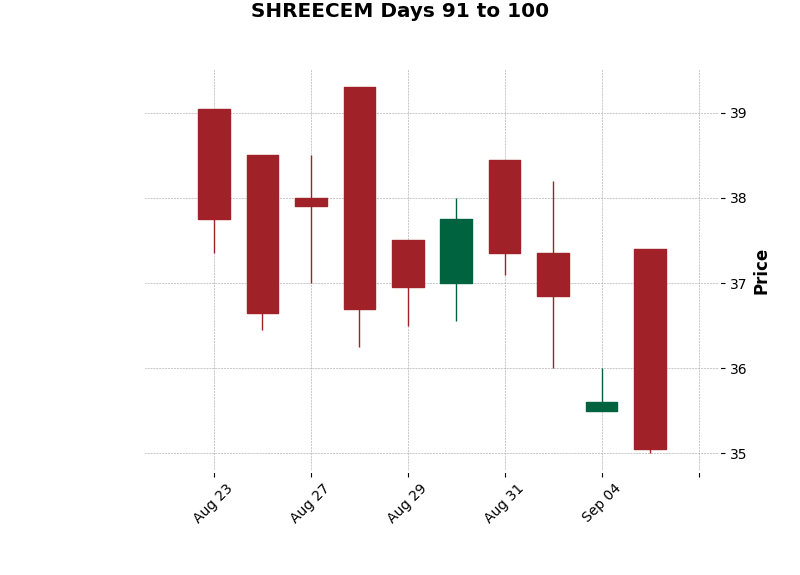 SHREECEM Days 91 to 100
39
38
37
36
35
Price
Aug 23
Aug 27
Aug 29
Aug 31
Sep 04